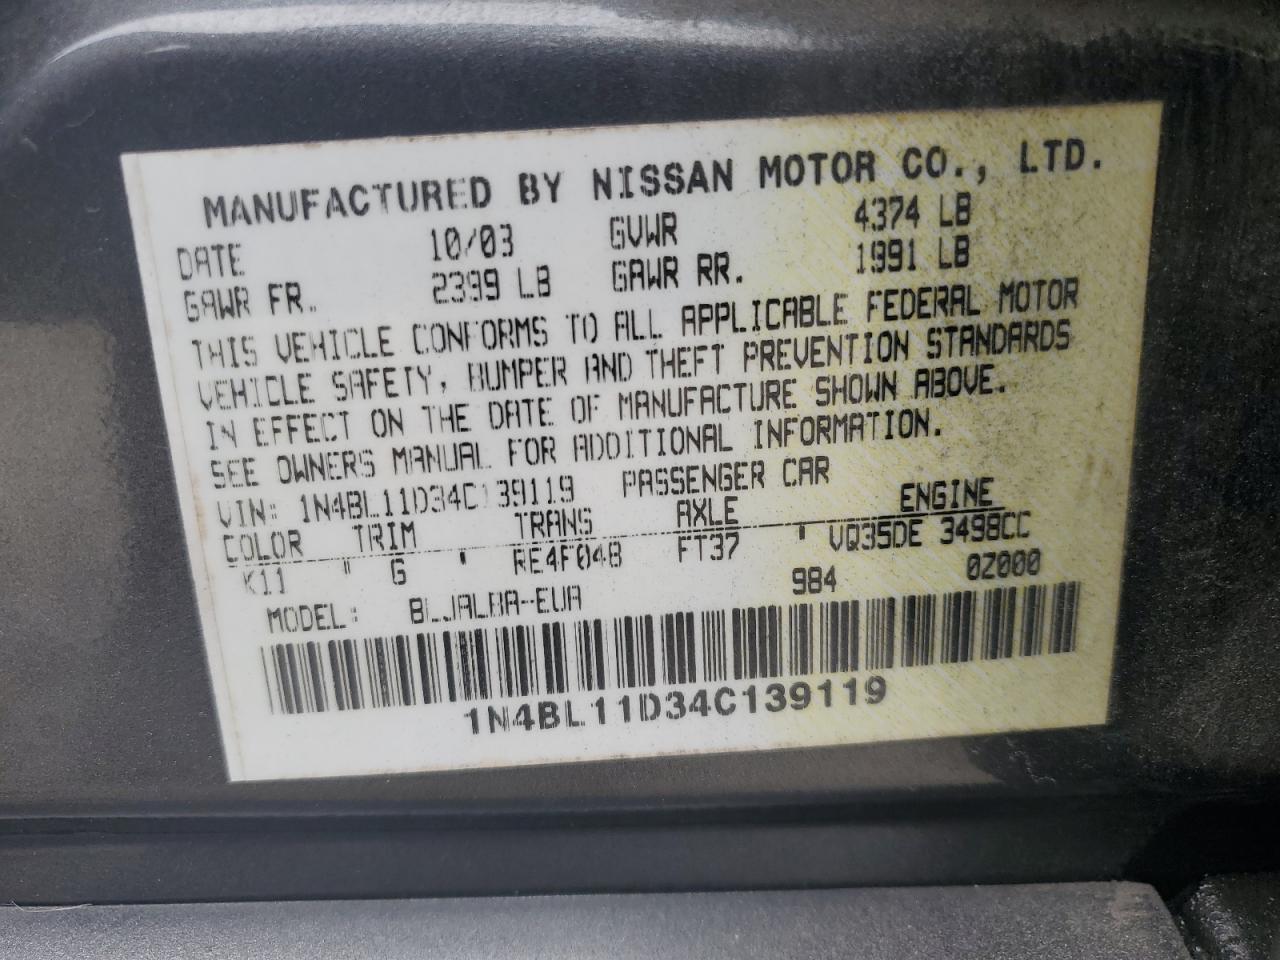 MANUFACTURED BY NISSAN MOTOR CO., LTD.
DATE 10/03 GVWR 4374 LB
GAWR FR. 2399 LB GAWR RR. 1991 LB
THIS VEHICLE CONFORMS TO ALL APPLICABLE FEDERAL MOTOR
VEHICLE SAFETY, BUMPER AND THEFT PREVENTION STANDARDS
IN EFFECT ON THE DATE OF MANUFACTURE SHOWN ABOVE.
SEE OWNERS MANUAL FOR ADDITIONAL INFORMATION.
VIN: 1N4BL11D34C139119 PASSENGER CAR
COLOR TRIM TRANS AXLE ENGINE
K11 " G ' RE4F04B FT37 ' VQ35DE 3498CC
MODEL: BLJALBA-EUA 984 0Z000
1N4BL11D34C139119